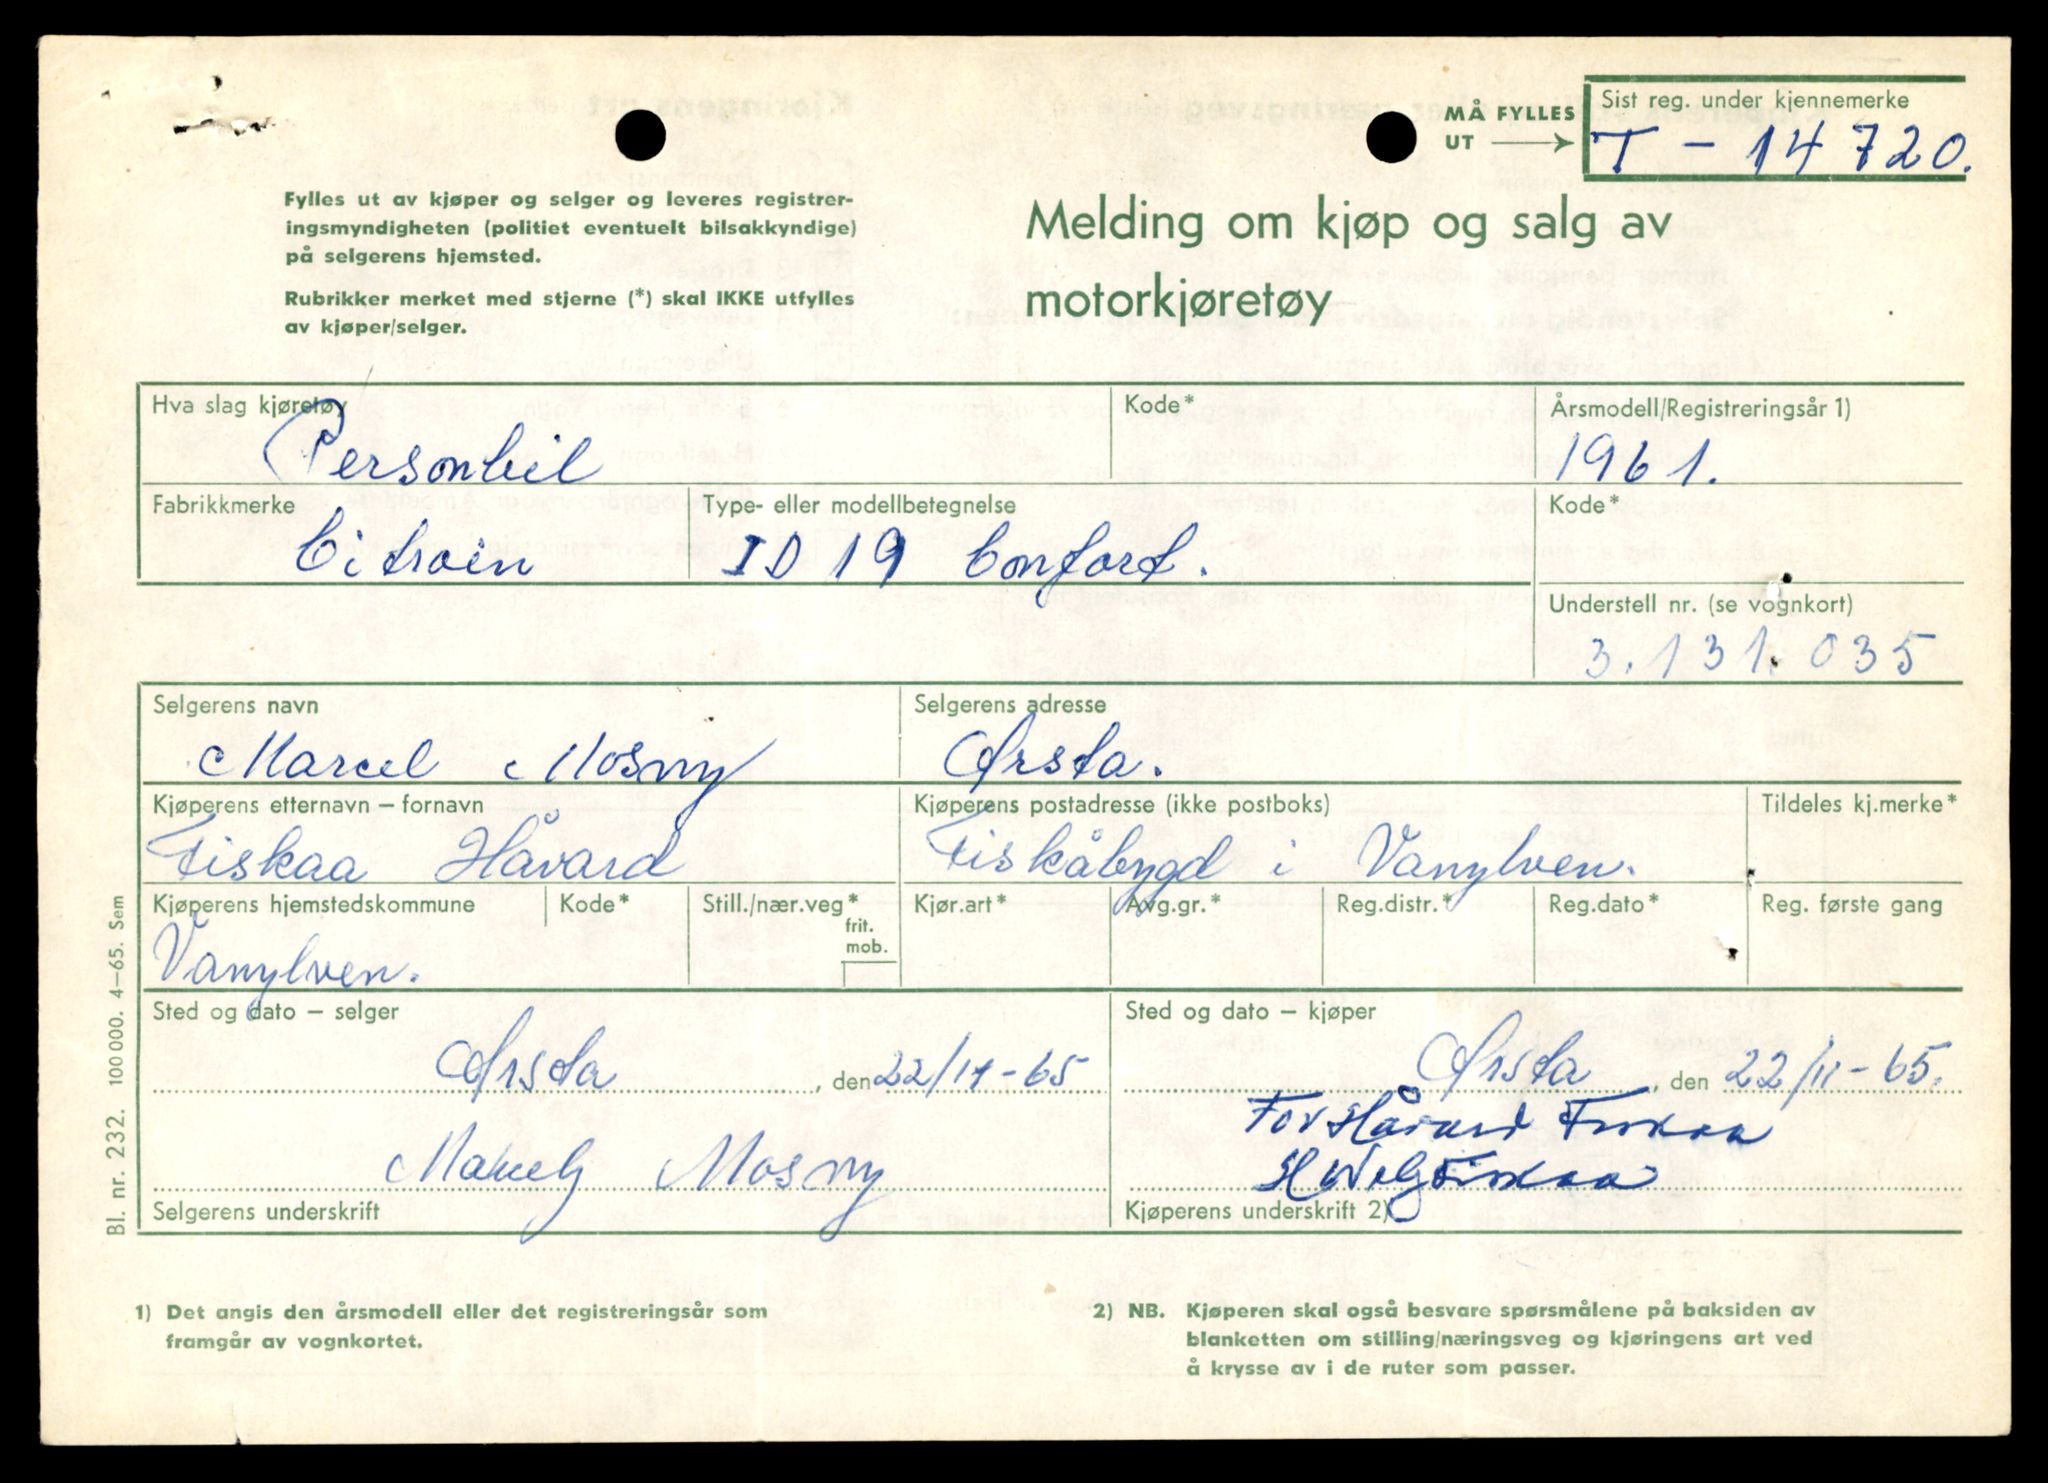 MÅ FYLLES
UT
Sist reg. under kjennemerke
T - 14720.
Fylles ut av kjøper og selger og leveres registrer-
ingsmyndigheten (politiet eventuelt bilsakkyndige)
på selgerens hjemsted.
Rubrikker merket med stjerne (*) skal IKKE utfylles
av kjøper/selger.
Melding om kjøp og salg av
motorkjøretøy
Hva slag kjøretøy
Personbil
Kode*
Årsmodell/Registreringsår 1)
1961.
Fabrikkmerke
Citroen
Type- eller modellbetegnelse
ID 19 Confort.
Kode*
Understell nr. (se vognkort)
3.131.035
Selgerens navn
Marcel Mosny
Selgerens adresse
Ørsta.
Kjøperens etternavn – fornavn
Fiskaa Håvard
Kjøperens postadresse (ikke postboks)
Fiskåbygd i Vanylven.
Tildeles kj.merke*
Kjøperens hjemstedskommune
Vanylven.
Kode*
Still./nær.veg*
frit.
mob.
Kjør.art*
Avg.gr.*
Reg.distr.*
Reg.dato*
Reg. første gang
Sted og dato – selger
Ørsta, den 22/11-65
Sted og dato – kjøper
Ørsta, den 22/11-65.
For Håvard Fiskaa
Mosny
Selgerens underskrift
Kjøperens underskrift 2)
Bl. nr. 232. 100 000. 4–65. Sem
1) Det angis den årsmodell eller det registreringsår som
framgår av vognkortet.
2) NB. Kjøperen skal også besvare spørsmålene på baksiden av
blanketten om stilling/næringsveg og kjøringens art ved
å krysse av i de ruter som passer.